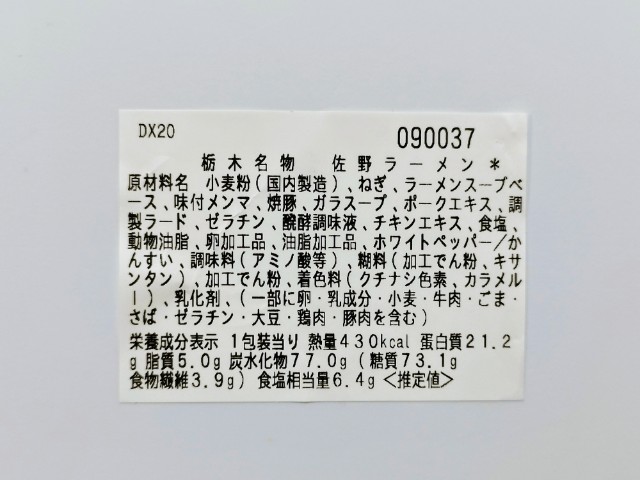 DX20
090037
栃木名物 佐野ラーメン＊
原材料名 小麦粉(国内製造)、ねぎ、ラーメンスープベ
ース、味付メンマ、焼豚、ガラスープ、ポークエキス、調
製ラード、ゼラチン、醗酵調味液、チキンエキス、食塩、
動物油脂、卵加工品、油脂加工品、ホワイトペッパー/か
んすい、調味料(アミノ酸等)、糊料(加工でん粉、キサ
ンタン)、加工でん粉、着色料(クチナシ色素、カラメル
ー)、乳化剤、(一部に卵・乳成分・小麦・牛肉・ごま・
さば・ゼラチン・大豆・鶏肉・豚肉を含む)
栄養成分表示 1包装当り 熱量430kcal 蛋白質21.2
g 脂質5.0g 炭水化物77.0g(糖質73.1g
食物繊維3.9g) 食塩相当量6.4g<推定値>